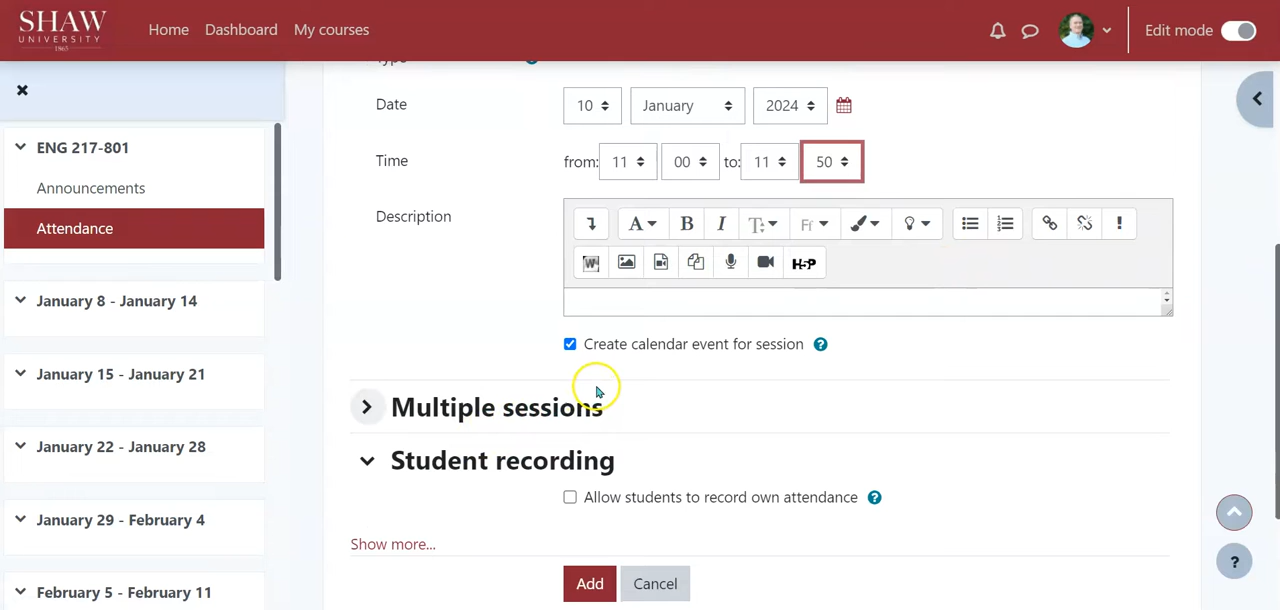 SHAW
UNIVERSITY
1865
Home Dashboard My courses
Edit mode
Type
ENG 217-801
Announcements
Attendance
January 8 - January 14
January 15 - January 21
January 22 - January 28
January 29 - February 4
February 5 - February 11
Date 10 January 2024
Time from: 11 00 to: 11 50
Description
A B I T Fr
W H-P
Create calendar event for session ?
Multiple sessions
Student recording
Allow students to record own attendance ?
Show more...
Add Cancel
?